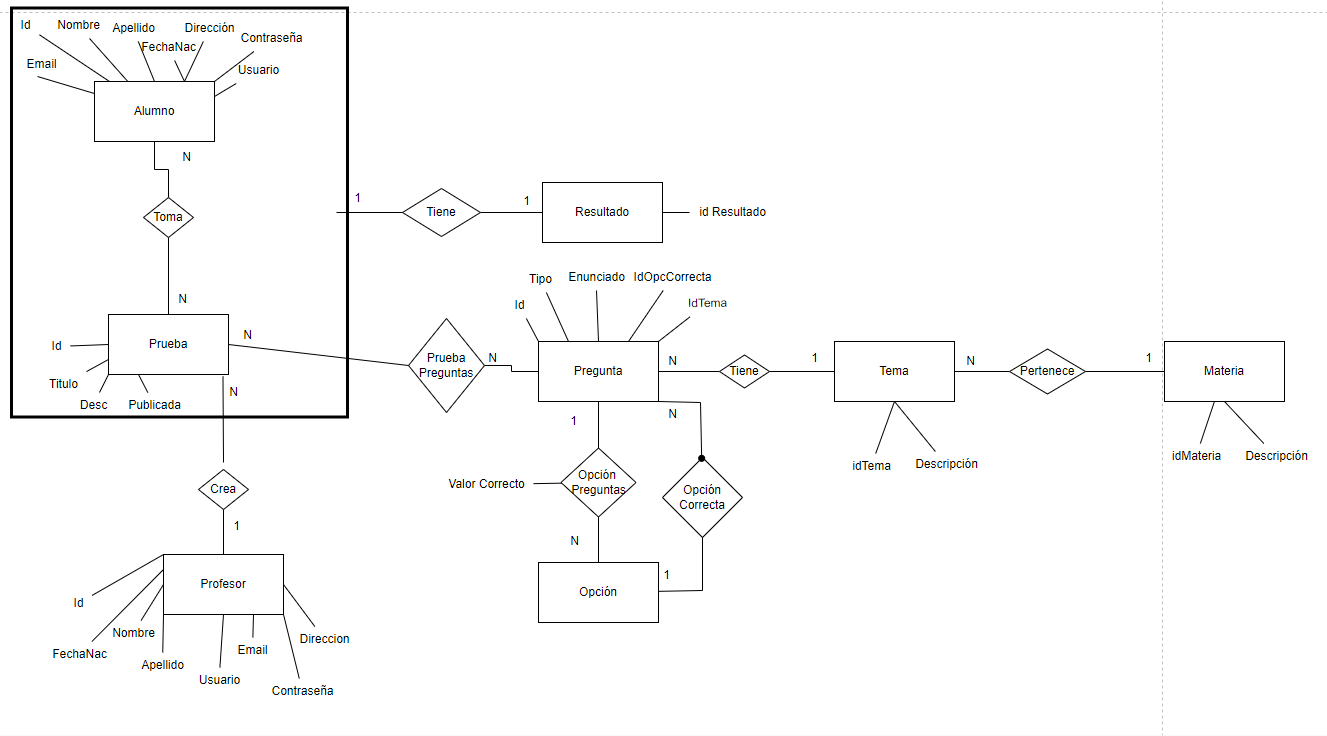 Id
Nombre
Apellido
Dirección
FechaNac
Contraseña
Email
Usuario
Alumno
N
Toma
N
1
Tiene
1
Resultado
id Resultado
Id
Titulo
Desc
Publicada
Prueba
N
N
Prueba
Preguntas
N
Id
Tipo
Enunciado
IdOpcCorrecta
IdTema
Pregunta
N
Tiene
1
Tema
idTema
Descripción
N
Pertenece
1
Materia
idMateria
Descripción
1
N
Valor Correcto
Opción
Preguntas
Opción
Correcta
N
1
Opción
Crea
1
Profesor
Id
FechaNac
Nombre
Apellido
Usuario
Email
Contraseña
Direccion